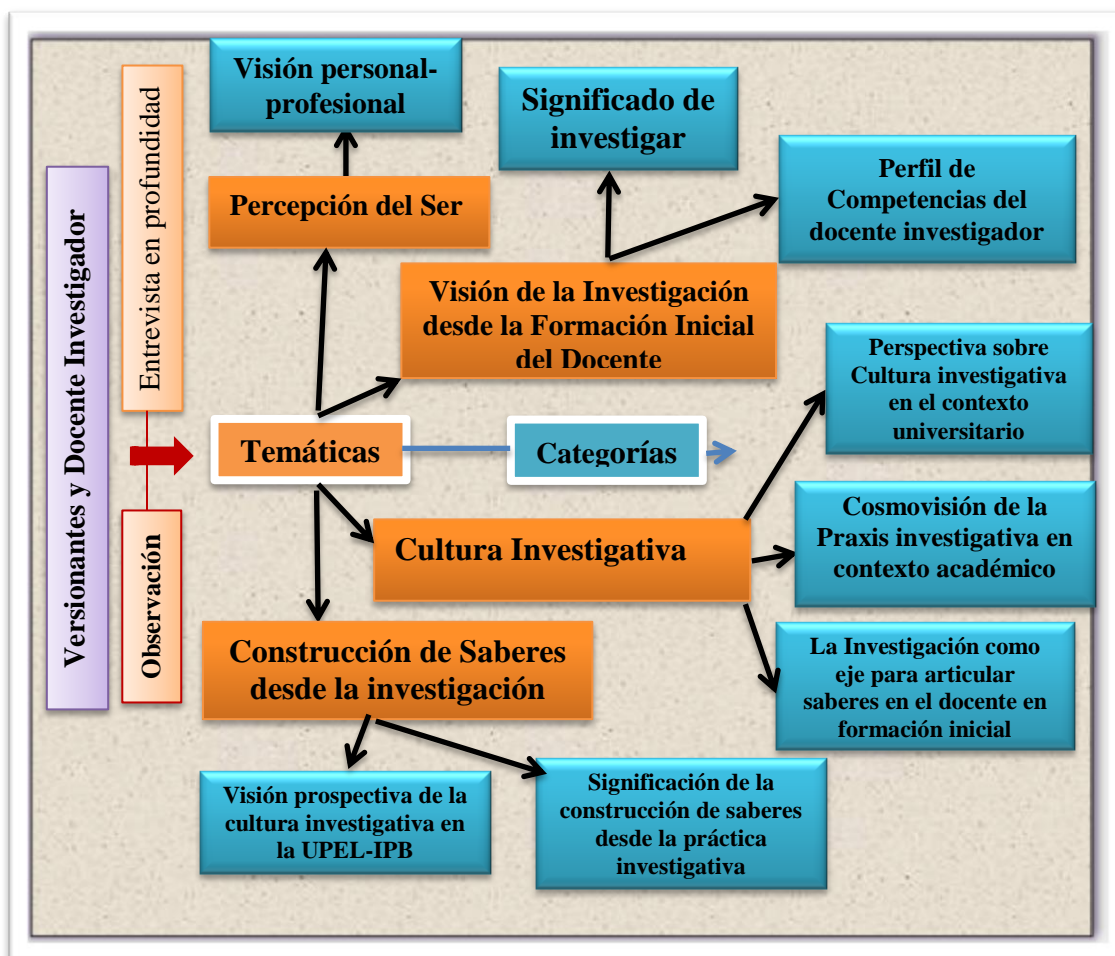 Versionantes y Docente Investigador
Entrevista en profundidad
Observación
Visión personal-
profesional
Percepción del Ser
Significado de
investigar
Perfil de
Competencias del
docente investigador
Visión de la Investigación
desde la Formación Inicial
del Docente
Temáticas
Categorías
Perspectiva sobre
Cultura investigativa
en el contexto
universitario
Cultura Investigativa
Cosmovisión de la
Praxis investigativa en
contexto académico
La Investigación como
eje para articular
saberes en el docente en
formación inicial
Construcción de Saberes
desde la investigación
Visión prospectiva de la
cultura investigativa en
la UPEL-IPB
Significación de la
construcción de saberes
desde la práctica
investigativa